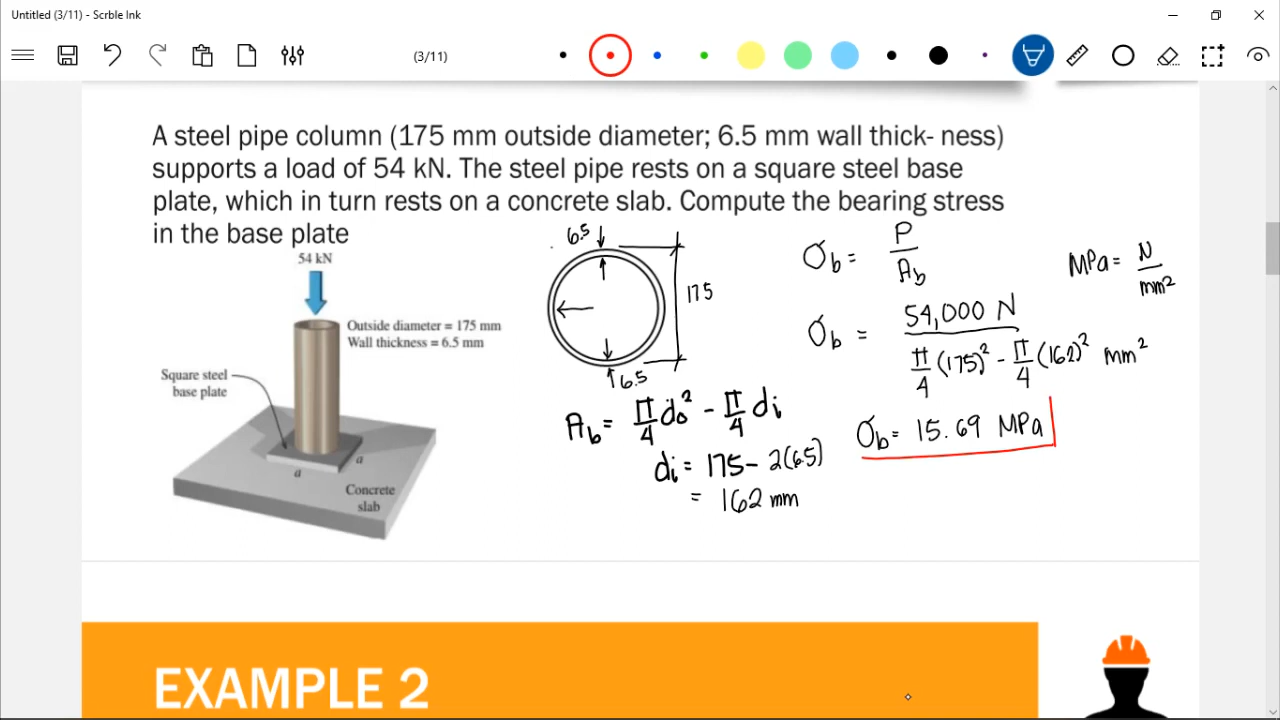 Untitled (3/11) - Scrble Ink
(3/11)
A steel pipe column (175 mm outside diameter; 6.5 mm wall thick- ness)
supports a load of 54 kN. The steel pipe rests on a square steel base
plate, which in turn rests on a concrete slab. Compute the bearing stress
in the base plate
54 kN
Outside diameter = 175 mm
Wall thickness = 6.5 mm
Square steel
base plate
a
a
Concrete
slab
6.5
175
6.5
A_b = π/4 do² - π/4 di
di = 175 - 2(6.5)
= 162 mm
σ_b = P/A_b
MPa = N/mm²
σ_b = 54,000 N / π/4 (175)² - π/4 (162)² mm²
σ_b = 15.69 MPa
EXAMPLE 2